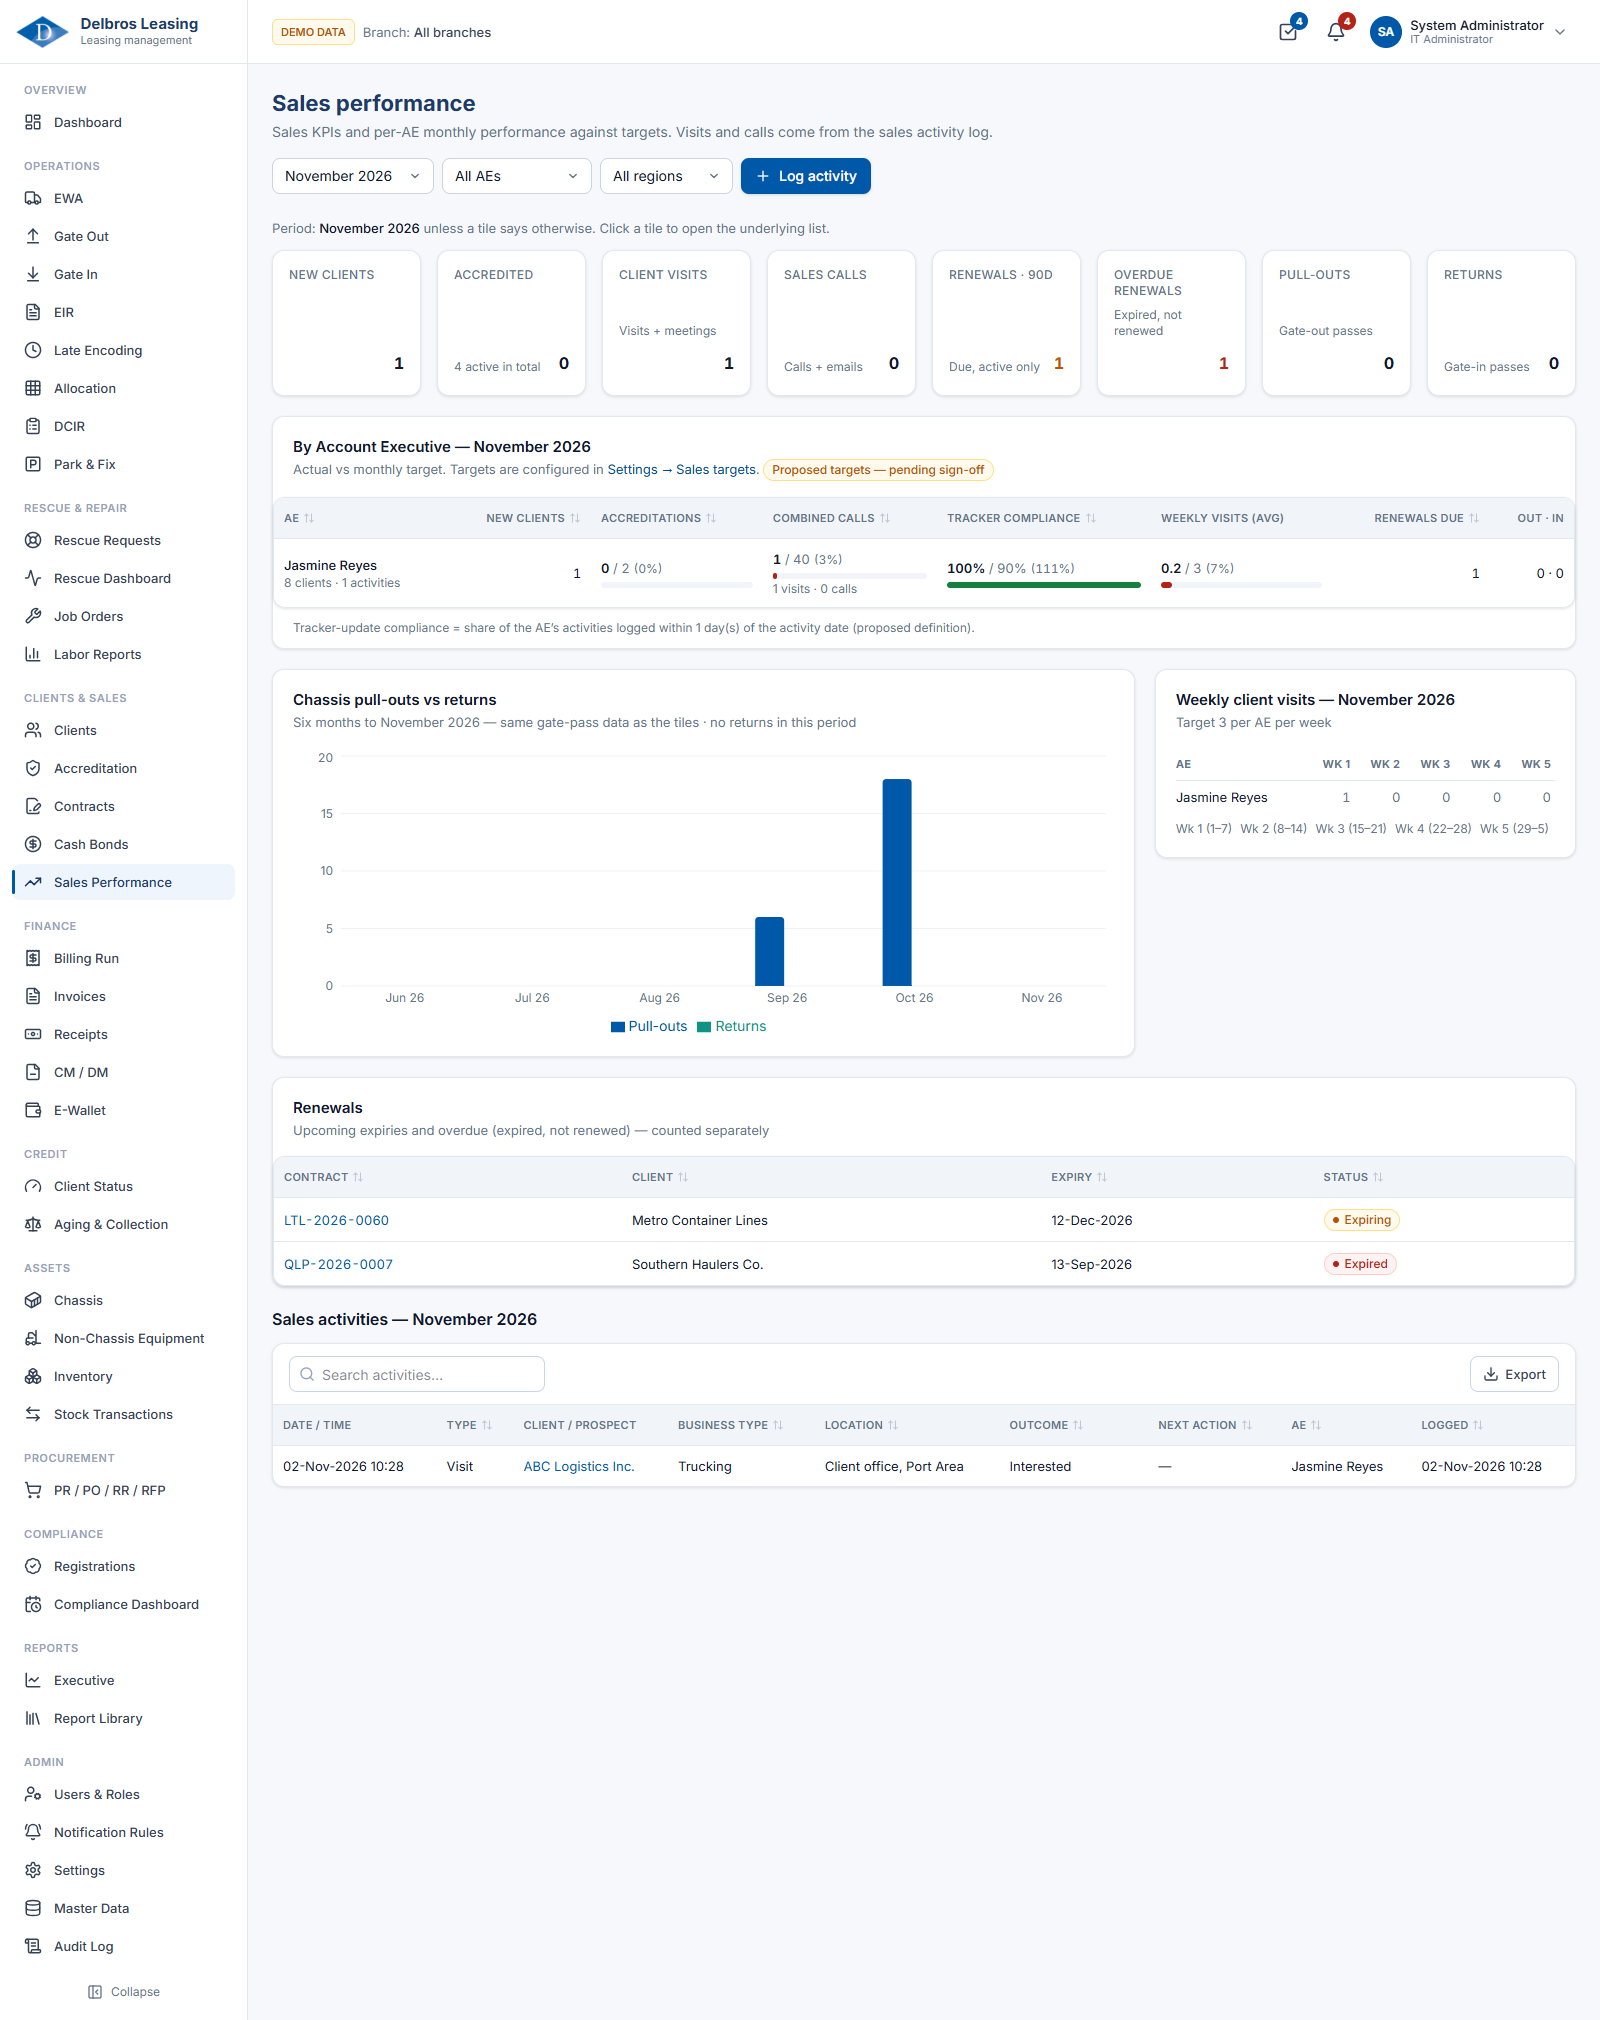 Delbros Leasing
Leasing management
DEMO DATA
Branch: All branches
4
4
SA
System Administrator
IT Administrator
OVERVIEW
Dashboard
OPERATIONS
EWA
Gate Out
Gate In
EIR
Late Encoding
Allocation
DCIR
Park & Fix
RESCUE & REPAIR
Rescue Requests
Rescue Dashboard
Job Orders
Labor Reports
CLIENTS & SALES
Clients
Accreditation
Contracts
Cash Bonds
Sales Performance
FINANCE
Billing Run
Invoices
Receipts
CM / DM
E-Wallet
CREDIT
Client Status
Aging & Collection
ASSETS
Chassis
Non-Chassis Equipment
Inventory
Stock Transactions
PROCUREMENT
PR / PO / RR / RFP
COMPLIANCE
Registrations
Compliance Dashboard
REPORTS
Executive
Report Library
ADMIN
Users & Roles
Notification Rules
Settings
Master Data
Audit Log
Collapse
Sales performance
Sales KPIs and per-AE monthly performance against targets. Visits and calls come from the sales activity log.
November 2026
All AEs
All regions
+ Log activity
Period: November 2026 unless a tile says otherwise. Click a tile to open the underlying list.
NEW CLIENTS
1
ACCREDITED
4 active in total 0
CLIENT VISITS
Visits + meetings
1
SALES CALLS
Calls + emails 0
RENEWALS · 90D
Due, active only 1
OVERDUE
RENEWALS
Expired, not
renewed
1
PULL-OUTS
Gate-out passes
0
RETURNS
Gate-in passes 0
By Account Executive — November 2026
Actual vs monthly target. Targets are configured in Settings → Sales targets. Proposed targets — pending sign-off
AE NEW CLIENTS ACCREDITATIONS COMBINED CALLS TRACKER COMPLIANCE WEEKLY VISITS (AVG) RENEWALS DUE OUT · IN
Jasmine Reyes
8 clients · 1 activities
1
0 / 2 (0%)
1 / 40 (3%)
1 visits · 0 calls
100% / 90% (111%)
0.2 / 3 (7%)
1
0 · 0
Tracker-update compliance = share of the AE's activities logged within 1 day(s) of the activity date (proposed definition).
Chassis pull-outs vs returns
Six months to November 2026 — same gate-pass data as the tiles · no returns in this period
20
15
10
5
0
Jun 26 Jul 26 Aug 26 Sep 26 Oct 26 Nov 26
Pull-outs Returns
Weekly client visits — November 2026
Target 3 per AE per week
AE WK 1 WK 2 WK 3 WK 4 WK 5
Jasmine Reyes 1 0 0 0 0
Wk 1 (1–7) Wk 2 (8–14) Wk 3 (15–21) Wk 4 (22–28) Wk 5 (29–5)
Renewals
Upcoming expiries and overdue (expired, not renewed) — counted separately
CONTRACT CLIENT EXPIRY STATUS
LTL-2026-0060 Metro Container Lines 12-Dec-2026 Expiring
QLP-2026-0007 Southern Haulers Co. 13-Sep-2026 Expired
Sales activities — November 2026
Search activities...
Export
DATE / TIME TYPE CLIENT / PROSPECT BUSINESS TYPE LOCATION OUTCOME NEXT ACTION AE LOGGED
02-Nov-2026 10:28 Visit ABC Logistics Inc. Trucking Client office, Port Area Interested — Jasmine Reyes 02-Nov-2026 10:28